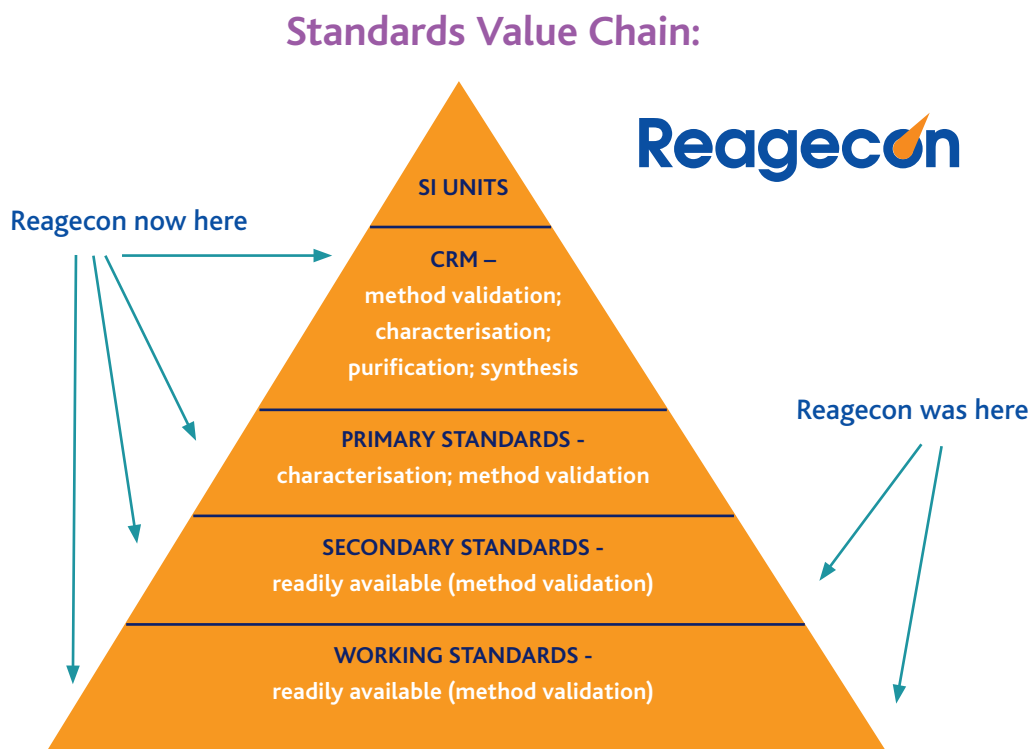 Standards Value Chain:
Reagecon
SI UNITS
Reagecon now here
CRM –
method validation;
characterisation;
purification; synthesis
Reagecon was here
PRIMARY STANDARDS -
characterisation; method validation
SECONDARY STANDARDS -
readily available (method validation)
WORKING STANDARDS -
readily available (method validation)